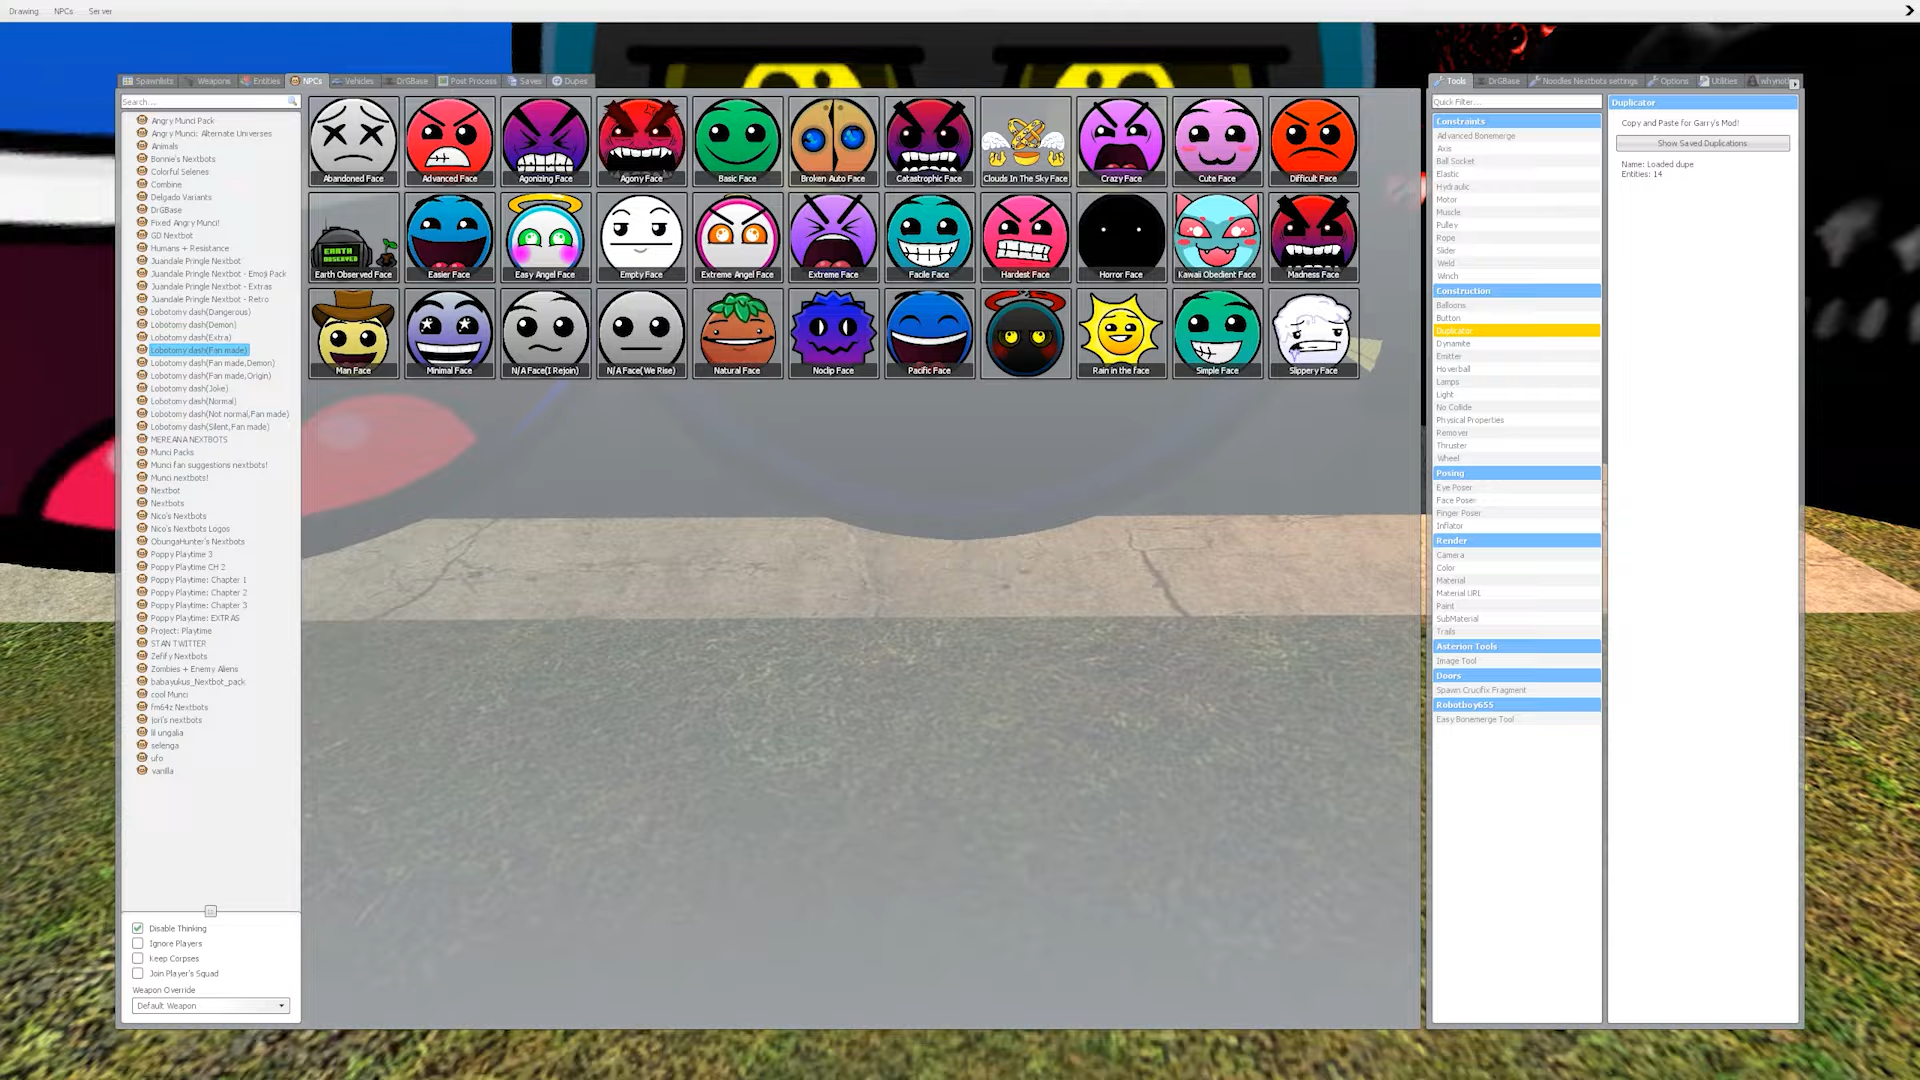 Drawing NPCs Server
Spawnlists Weapons Entities NPCs Vehicles DrGBase Post Process Saves Dupes
Search...
Angry Munci Pack
Angry Munci: Alternate Universes
Animals
Bonnie's Nextbots
Colorful Selenes
Combine
Delgado Variants
DrGBase
Fixed Angry Munci!
GD Nextbot
Humans + Resistance
Juandale Pringle Nextbot
Juandale Pringle Nextbot - Emoji Pack
Juandale Pringle Nextbot - Extras
Juandale Pringle Nextbot - Retro
Lobotomy dash(Dangerous)
Lobotomy dash(Demon)
Lobotomy dash(Extra)
Lobotomy dash(Fan made)
Lobotomy dash(Fan made,Demon)
Lobotomy dash(Fan made,Origin)
Lobotomy dash(Joke)
Lobotomy dash(Normal)
Lobotomy dash(Not normal,Fan made)
Lobotomy dash(Silent,Fan made)
MEREANA NEXTBOTS
Munci Packs
Munci fan suggestions nextbots!
Munci nextbots!
Nextbot
Nextbots
Nico's Nextbots
Nico's Nextbots Logos
ObungaHunter's Nextbots
Poppy Playtime 3
Poppy Playtime CH 2
Poppy Playtime: Chapter 1
Poppy Playtime: Chapter 2
Poppy Playtime: Chapter 3
Poppy Playtime: EXTRAS
Project: Playtime
STAN TWITTER
Zefify Nextbots
Zombies + Enemy Aliens
babayukus_Nextbot_pack
cool Munci
fm64z Nextbots
jori's nextbots
lil ungalia
selenga
ufo
vanilla
Disable Thinking
Ignore Players
Keep Corpses
Join Player's Squad
Weapon Override
Default Weapon
Abandoned Face Advanced Face Agonizing Face Agony Face Basic Face Broken Auto Face Catastrophic Face Clouds In The Sky Face Crazy Face Cute Face Difficult Face
EARTH
OBSERVED
Earth Observed Face Easier Face Easy Angel Face Empty Face Extreme Angel Face Extreme Face Facile Face Hardest Face Horror Face Kawaii Obedient Face Madness Face
Man Face Minimal Face N/A Face(I Rejoin) N/A Face(We Rise) Natural Face Noclip Face Pacific Face Rain in the face Simple Face Slippery Face
Tools DrGBase Noodles Nextbots settings Options Utilities whynot
Quick Filter...
Constraints
Advanced Bonemerge
Axis
Ball Socket
Elastic
Hydraulic
Motor
Muscle
Pulley
Rope
Slider
Weld
Winch
Construction
Balloons
Button
Duplicator
Dynamite
Emitter
Hoverball
Lamps
Light
No Collide
Physical Properties
Remover
Thruster
Wheel
Posing
Eye Poser
Face Poser
Finger Poser
Inflator
Render
Camera
Color
Material
Material URL
Paint
SubMaterial
Trails
Asterion Tools
Image Tool
Doors
Spawn Crucifix Fragment
Robotboy655
Easy Bonemerge Tool
Duplicator
Copy and Paste for Garry's Mod!
Show Saved Duplications
Name: Loaded dupe
Entities: 14